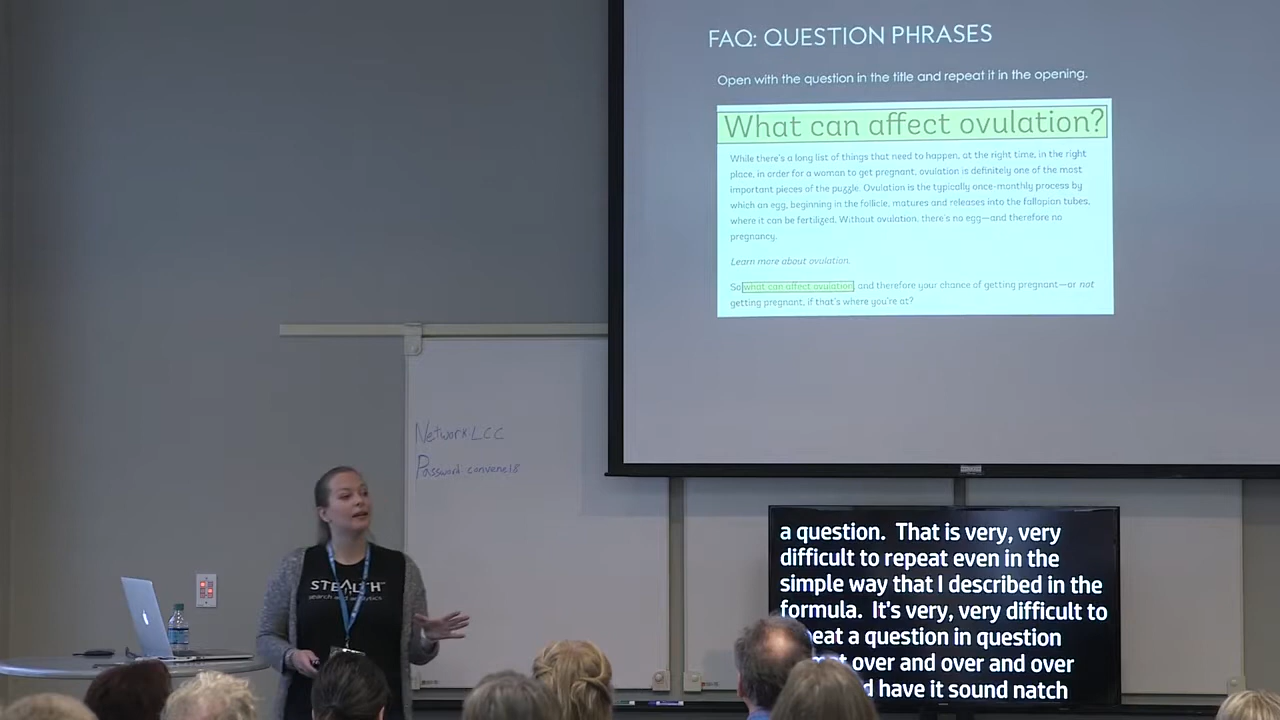 FAQ: QUESTION PHRASES
Open with the question in the title and repeat it in the opening.
What can affect ovulation?
While there's a long list of things that need to happen, at the right time, in the right
place, in order for a woman to get pregnant, ovulation is definitely one of the most
important pieces of the puzzle. Ovulation is the typically once-monthly process by
which an egg, beginning in the follicle, matures and releases into the fallopian tubes,
where it can be fertilized. Without ovulation, there's no egg—and therefore no
pregnancy.
Learn more about ovulation.
So what can affect ovulation, and therefore your chance of getting pregnant—or not
getting pregnant, if that's where you're at?
Network: LCC
Password: convene18
STEALTH
search and analytics
a question. That is very, very
difficult to repeat even in the
simple way that I described in the
formula. It's very, very difficult to
eat a question in question
over and over and over
have it sound natch